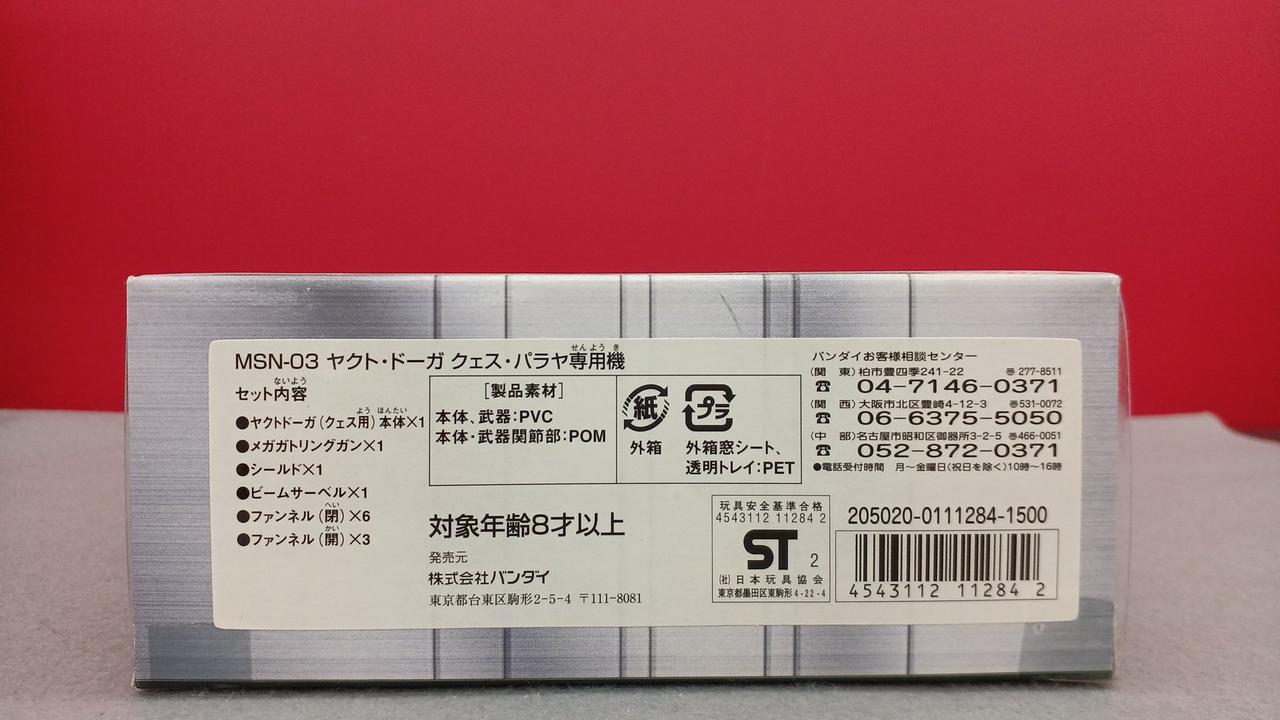 MSN-03 ヤクト・ドーガ クェス・パラヤ専用機
せんようき
セット内容
ないよう
●ヤクトドーガ（クェス用）本体×1
よう ほんたい
●メガガトリングガン×1
●シールド×1
●ビームサーベル×1
●ファンネル（閉）×6
へい
●ファンネル（開）×3
かい
［製品素材］
本体、武器：PVC
本体・武器関節部：POM
紙
外箱
プラ
外箱窓シート、
透明トレイ：PET
対象年齢8才以上
発売元
株式会社バンダイ
東京都台東区駒形2-5-4 〒111-8081
玩具安全基準合格
4543112 11284 2
ST 2
（社）日本玩具協会
東京都墨田区東駒形4-22-4
バンダイお客様相談センター
（関 東）柏市豊四季241-22 〠277-8511
☎ 04-7146-0371
（関 西）大阪市北区豊崎4-12-3 〠531-0072
☎ 06-6375-5050
（中 部）名古屋市昭和区御器所3-2-5 〠466-0051
☎ 052-872-0371
●電話受付時間 月～金曜日（祝日を除く）10時～16時
205020-0111284-1500
4543112 11284 2